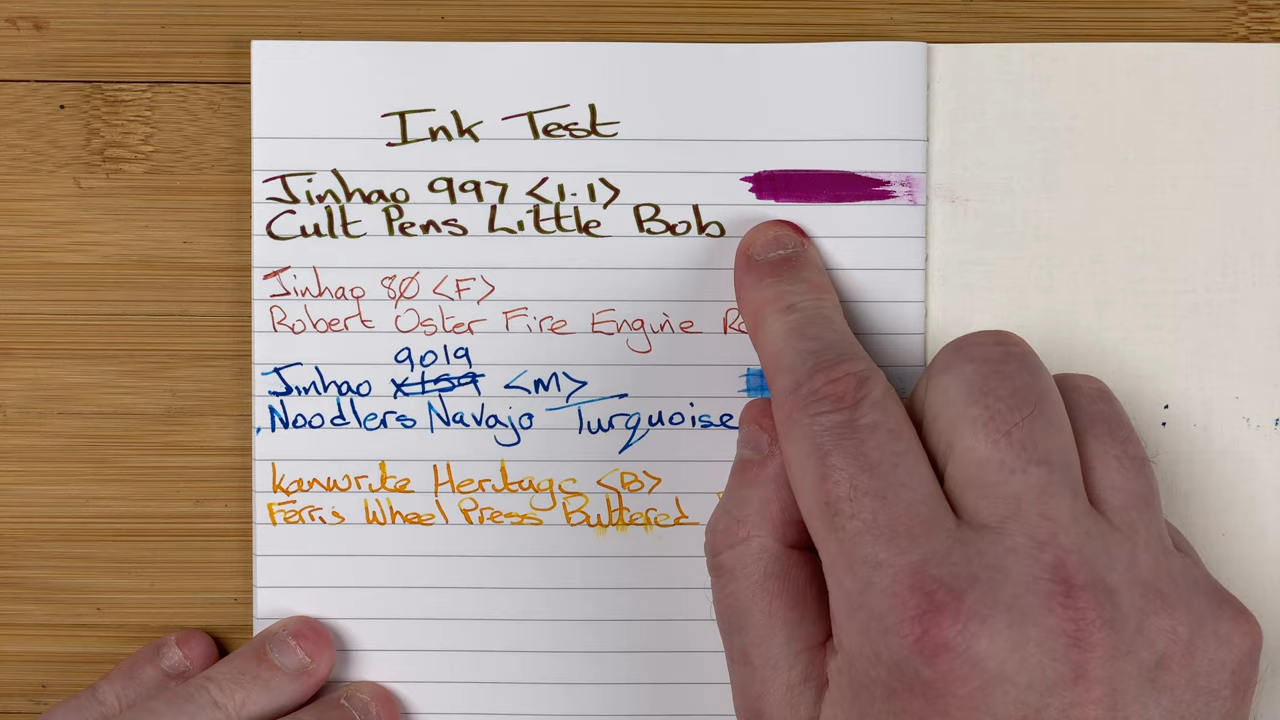 Ink Test
Jinhao 997 <1.1>
Cult Pens Little Bob
Jinhao 80 <F>
Robert Oster Fire Engine
9019
Jinhao x159 <M>
Noodlers Navajo Turquoise
Kanwrite Heritage <B>
Ferris Wheel Press Buttered